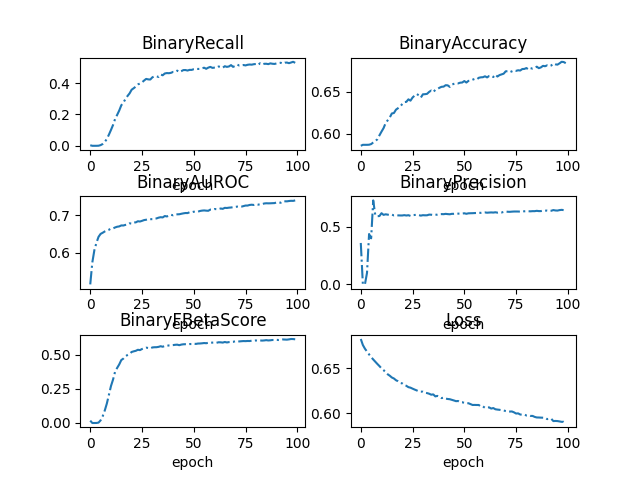 BinaryRecall
BinaryAccuracy
0.4
0.2
0.0
0.65
0.60
0 25 50 75 100
0 25 50 75 100
epoch
epoch
BinaryAUROC
BinaryPrecision
0.7
0.6
0.5
0.0
0 25 50 75 100
0 25 50 75 100
epoch
epoch
BinaryFBetaScore
Loss
0.50
0.25
0.00
0.65
0.60
0 25 50 75 100
0 25 50 75 100
epoch
epoch